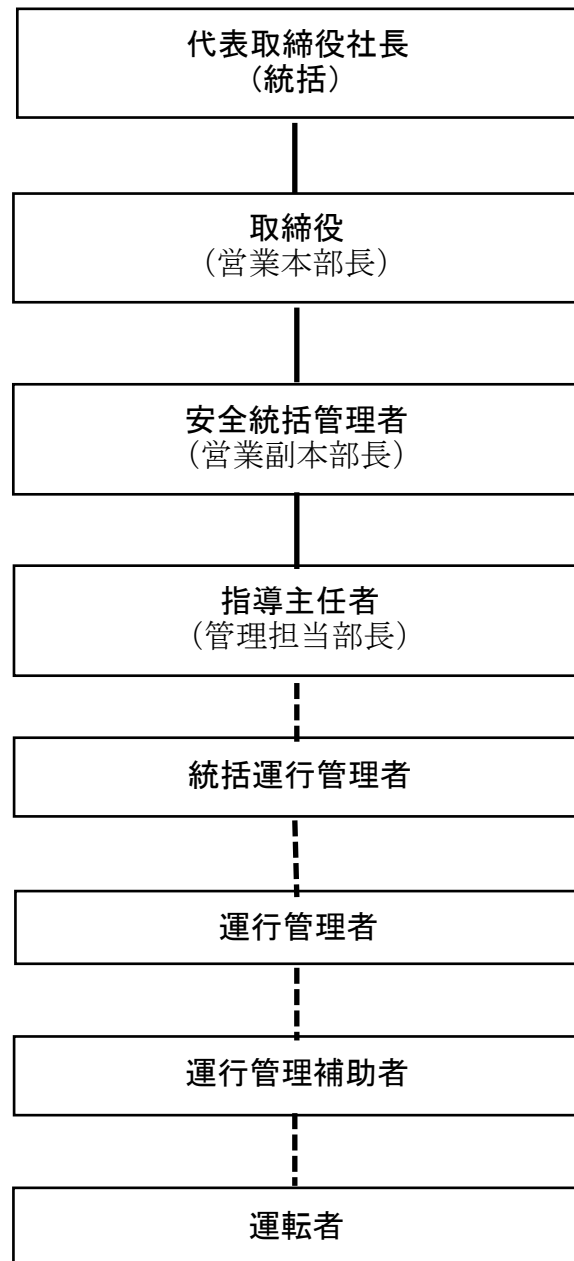 代表取締役社長
(統括)
取締役
（営業本部長）
安全統括管理者
（営業副本部長）
指導主任者
（管理担当部長）
統括運行管理者
運行管理者
運行管理補助者
運転者